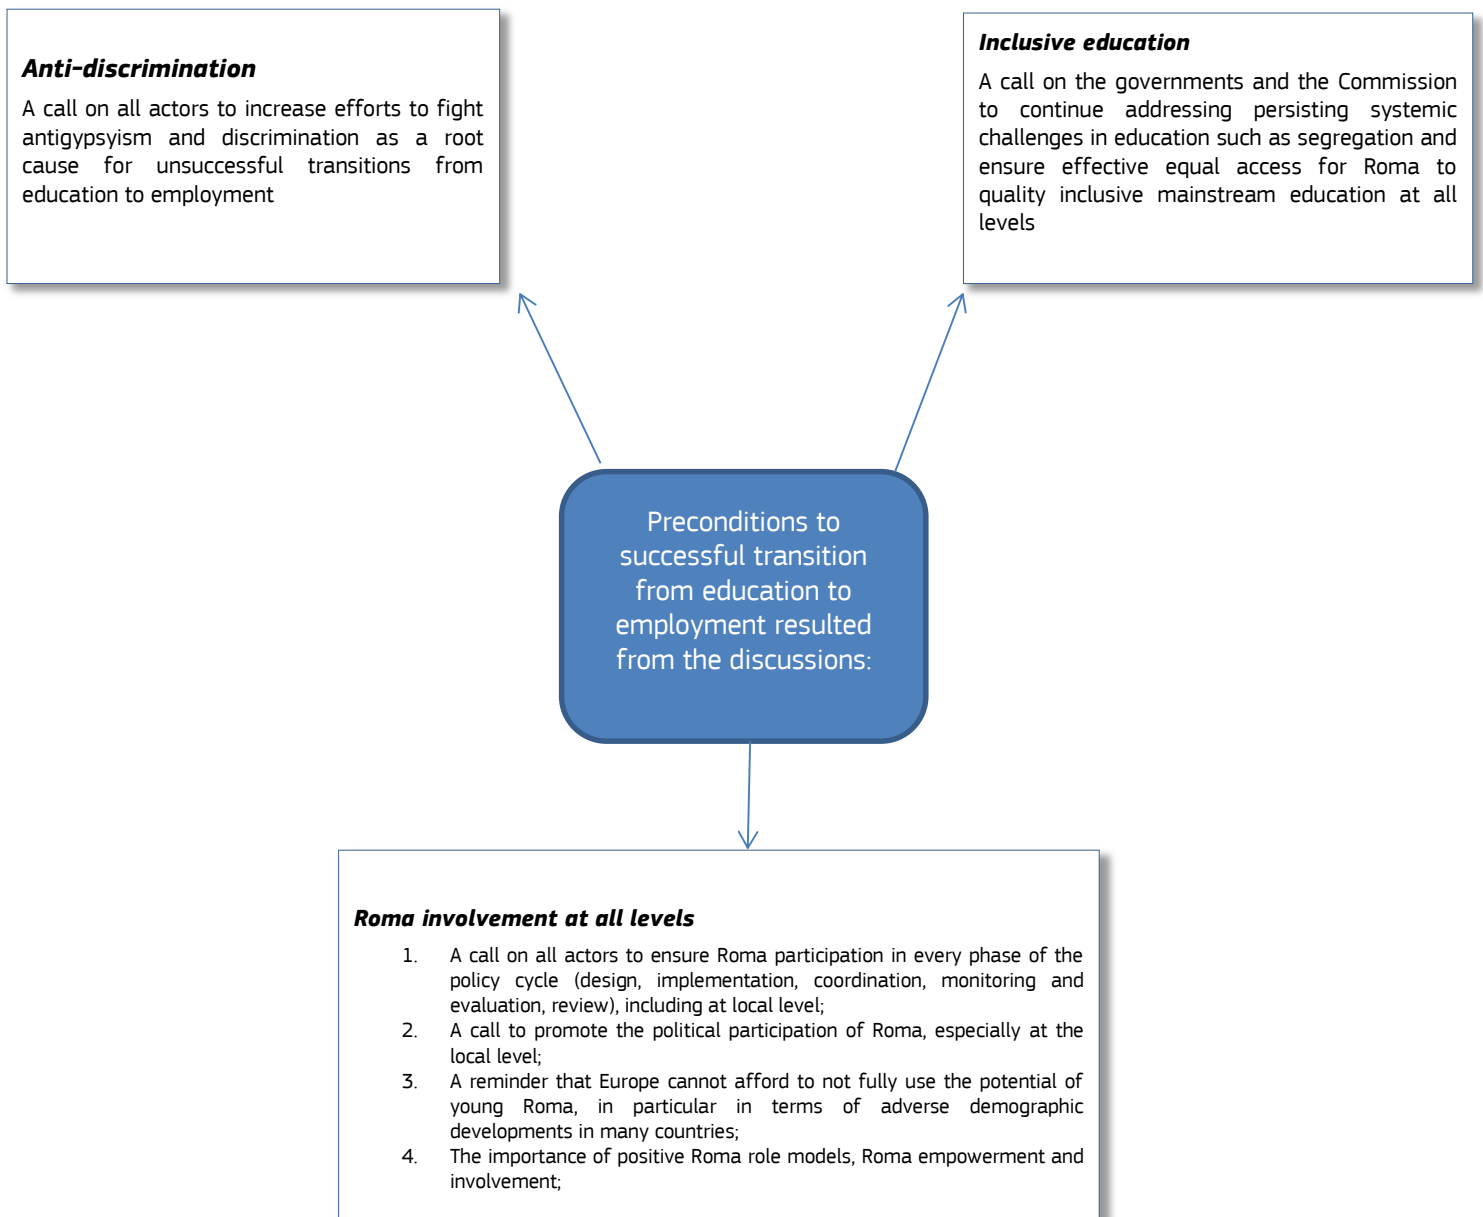 Anti-discrimination
A call on all actors to increase efforts to fight
antigypsyism and discrimination as a root
cause for unsuccessful transitions from
education to employment
Inclusive education
A call on the governments and the Commission
to continue addressing persisting systemic
challenges in education such as segregation and
ensure effective equal access for Roma to
quality inclusive mainstream education at all
levels
Preconditions to
successful transition
from education to
employment resulted
from the discussions:
Roma involvement at all levels
1. A call on all actors to ensure Roma participation in every phase of the
policy cycle (design, implementation, coordination, monitoring and
evaluation, review), including at local level;
2. A call to promote the political participation of Roma, especially at the
local level;
3. A reminder that Europe cannot afford to not fully use the potential of
young Roma, in particular in terms of adverse demographic
developments in many countries;
4. The importance of positive Roma role models, Roma empowerment and
involvement;